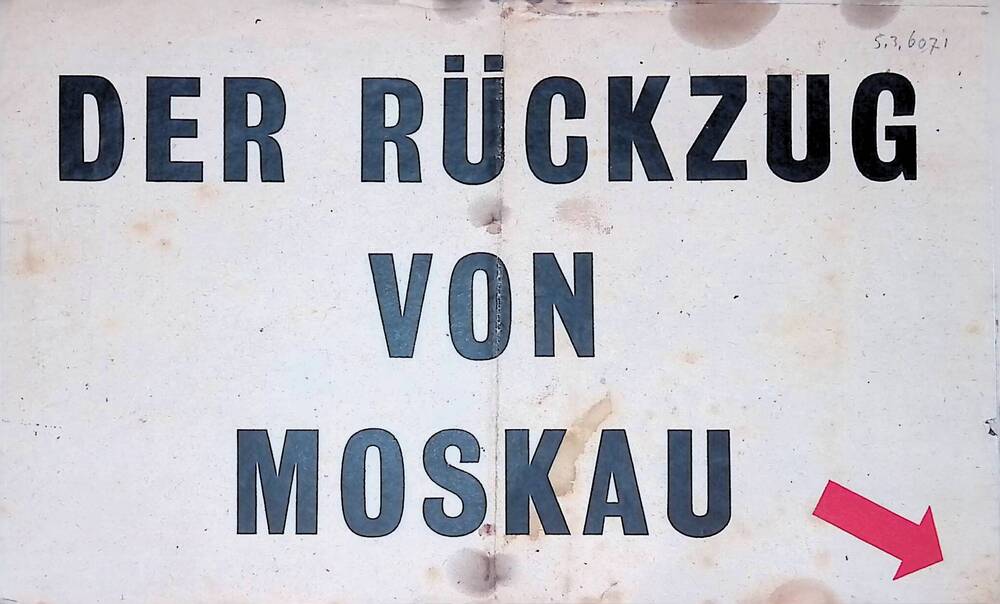 5.3.6071
DER RÜCKZUG
VON
MOSKAU